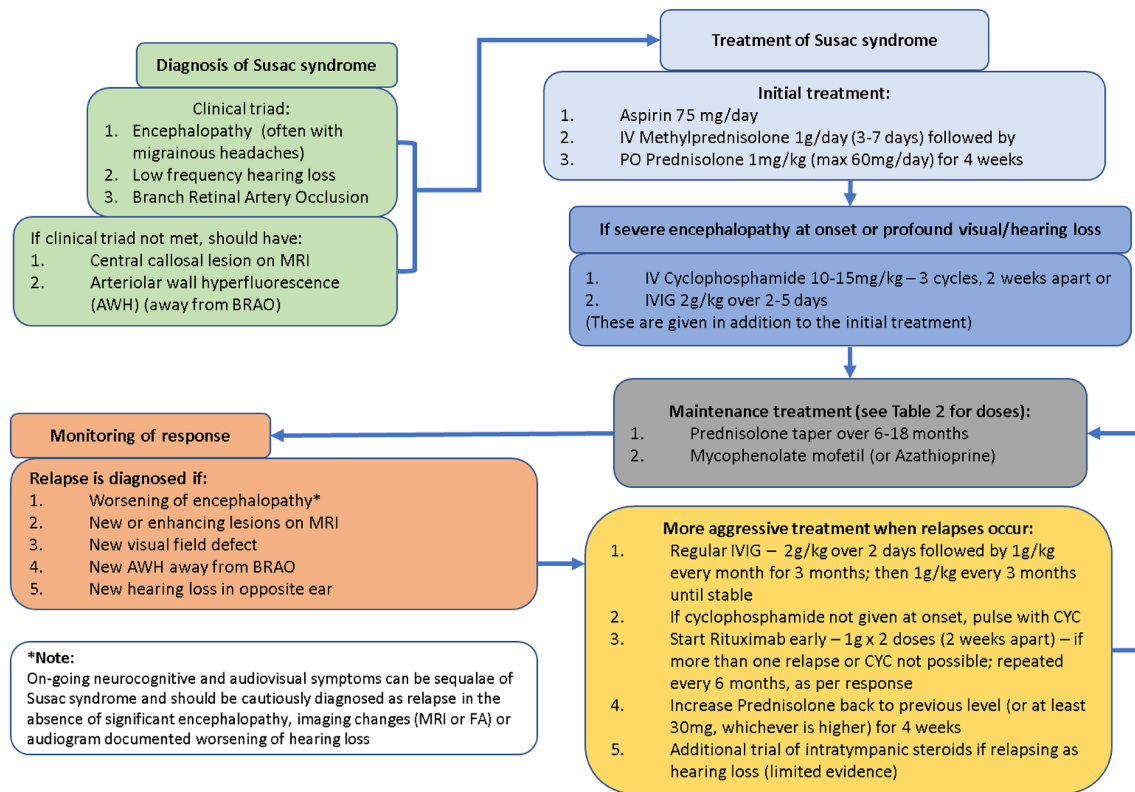 Diagnosis of Susac syndrome
Clinical triad:
1. Encephalopathy (often with
migrainous headaches)
2. Low frequency hearing loss
3. Branch Retinal Artery Occlusion
If clinical triad not met, should have:
1. Central callosal lesion on MRI
2. Arteriolar wall hyperfluorescence
(AWH) (away from BRAO)
Treatment of Susac syndrome
Initial treatment:
1. Aspirin 75 mg/day
2. IV Methylprednisolone 1g/day (3-7 days) followed by
3. PO Prednisolone 1mg/kg (max 60mg/day) for 4 weeks
If severe encephalopathy at onset or profound visual/hearing loss
1. IV Cyclophosphamide 10-15mg/kg – 3 cycles, 2 weeks apart or
2. IVIG 2g/kg over 2-5 days
(These are given in addition to the initial treatment)
Maintenance treatment (see Table 2 for doses):
1. Prednisolone taper over 6-18 months
2. Mycophenolate mofetil (or Azathioprine)
Monitoring of response
Relapse is diagnosed if:
1. Worsening of encephalopathy*
2. New or enhancing lesions on MRI
3. New visual field defect
4. New AWH away from BRAO
5. New hearing loss in opposite ear
More aggressive treatment when relapses occur:
1. Regular IVIG – 2g/kg over 2 days followed by 1g/kg
every month for 3 months; then 1g/kg every 3 months
until stable
2. If cyclophosphamide not given at onset, pulse with CYC
3. Start Rituximab early – 1g x 2 doses (2 weeks apart) – if
more than one relapse or CYC not possible; repeated
every 6 months, as per response
4. Increase Prednisolone back to previous level (or at least
30mg, whichever is higher) for 4 weeks
5. Additional trial of intratympanic steroids if relapsing as
hearing loss (limited evidence)
*Note:
On-going neurocognitive and audiovisual symptoms can be sequalae of
Susac syndrome and should be cautiously diagnosed as relapse in the
absence of significant encephalopathy, imaging changes (MRI or FA) or
audiogram documented worsening of hearing loss